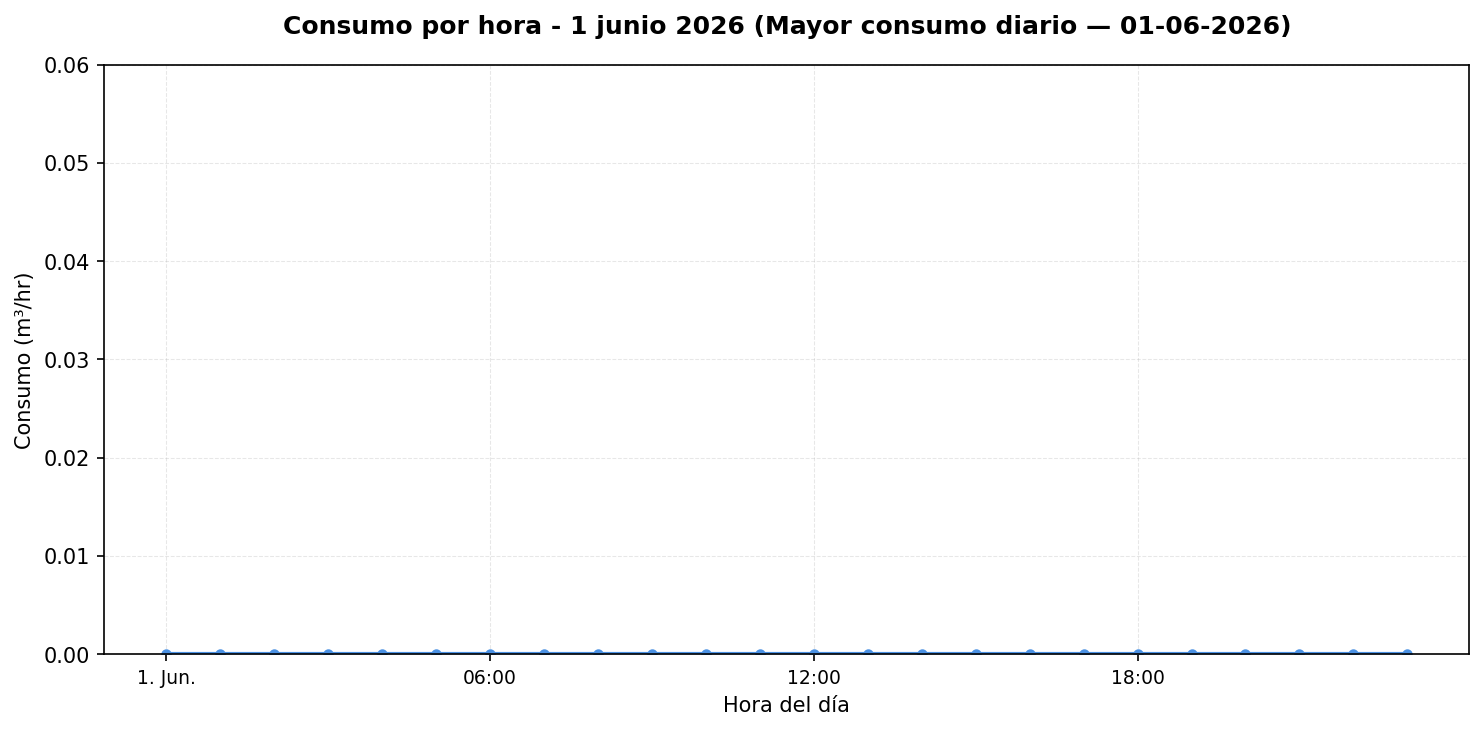 Consumo por hora - 1 junio 2026 (Mayor consumo diario — 01-06-2026)
Consumo (m³/hr)
0.06
0.05
0.04
0.03
0.02
0.01
0.00
1. Jun.
06:00
12:00
18:00
Hora del día